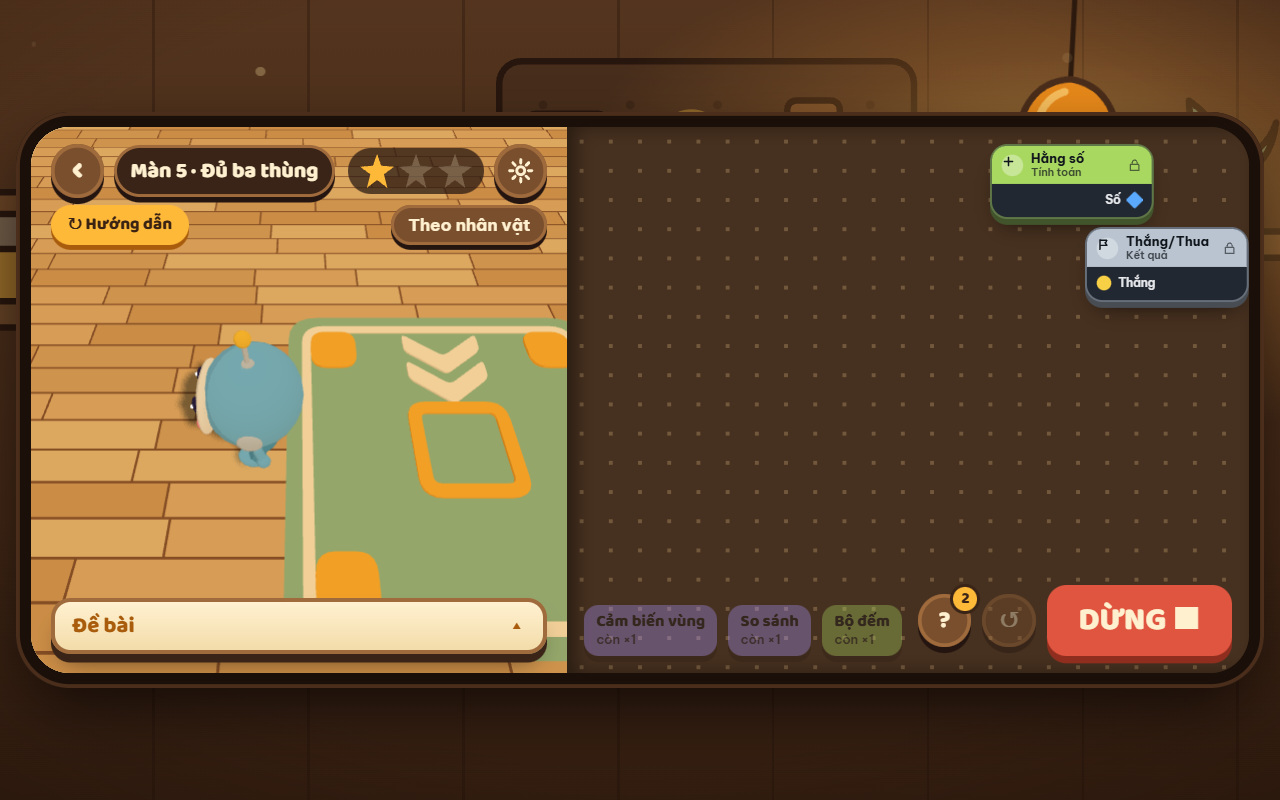 Màn 5 • Đủ ba thùng
↻ Hướng dẫn
Theo nhân vật
Đề bài
Hằng số
Tính toán
Số
Thắng/Thua
Kết quả
Thắng
Cảm biến vùng
còn ×1
So sánh
còn ×1
Bộ đếm
còn ×1
?
2
↺
DỪNG